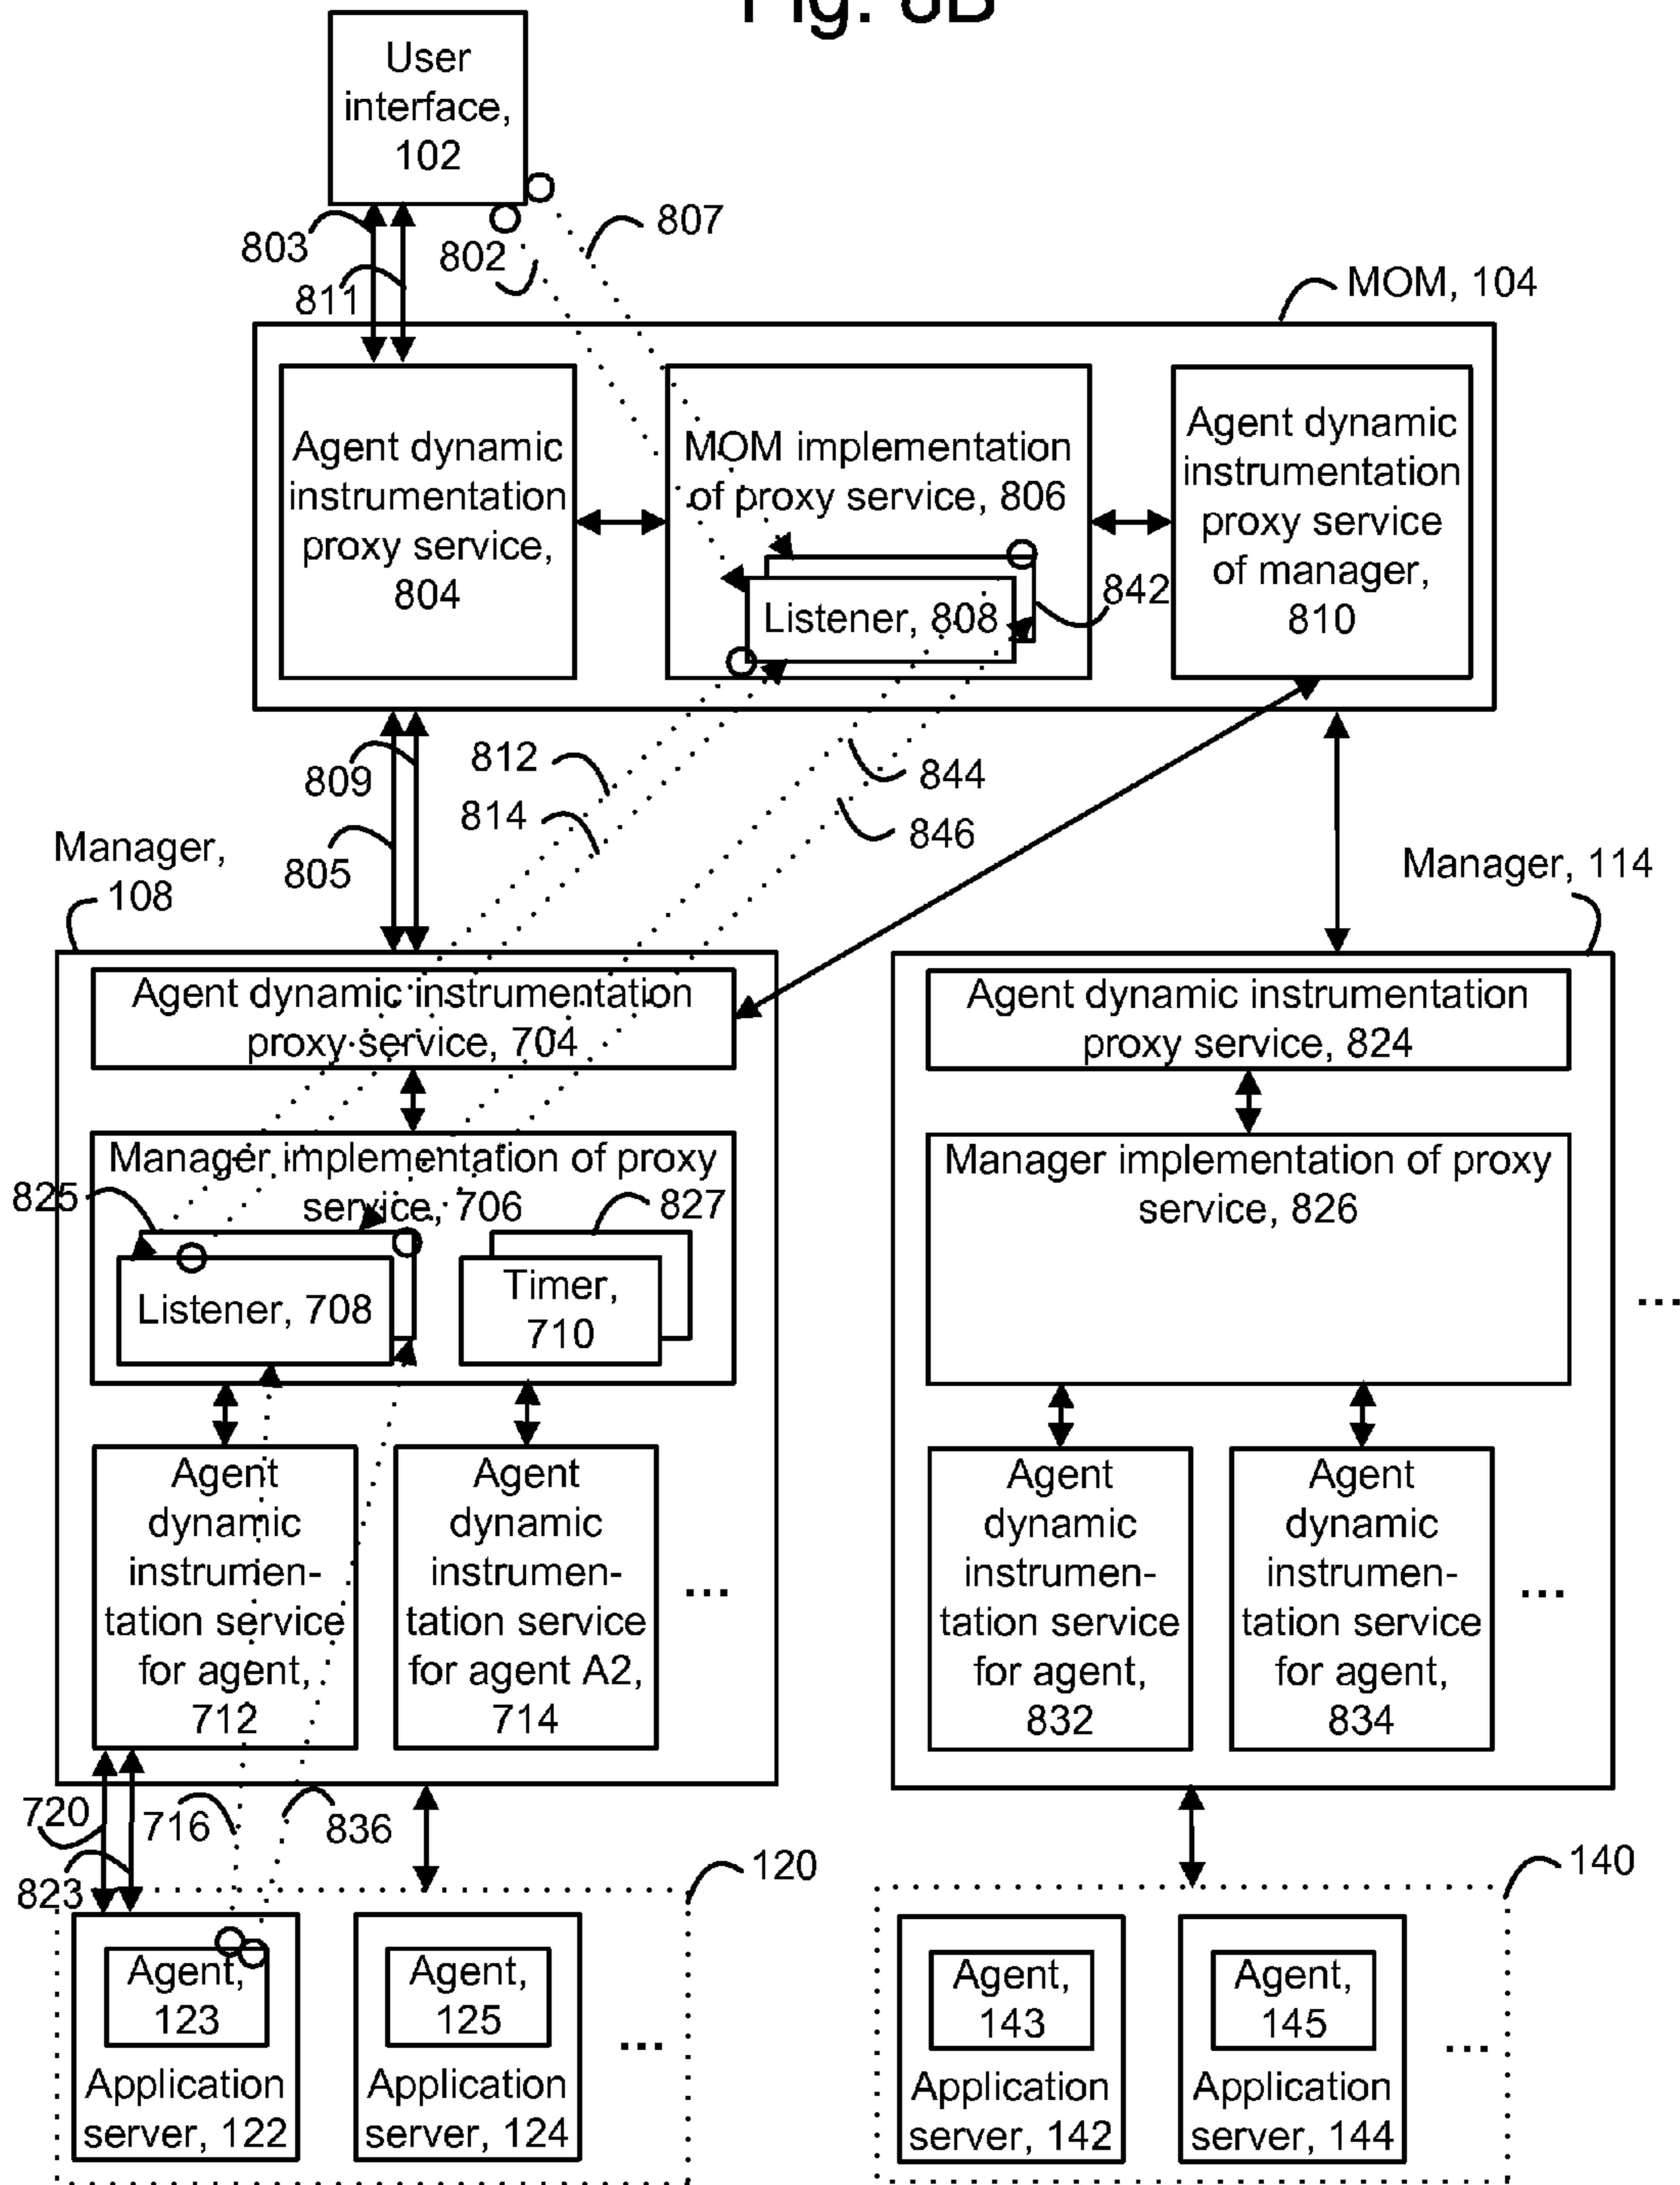 Fig. 8B
User
interface,
102
803
811
802
807
MOM, 104
Agent dynamic
instrumentation
proxy service,
804
MOM implementation
of proxy service, 806
Listener, 808
842
Agent dynamic
instrumentation
proxy service
of manager,
810
809
805
812
814
844
846
Manager,
108
Manager, 114
Agent dynamic instrumentation
proxy service, 704
Agent dynamic instrumentation
proxy service, 824
Manager implementation of proxy
service, 706
825
827
Listener, 708
Timer,
710
Manager implementation of proxy
service, 826
...
Agent
dynamic
instrumen-
tation service
for agent,
712
Agent
dynamic
instrumen-
tation service
for agent A2,
714
...
Agent
dynamic
instrumen-
tation service
for agent,
832
Agent
dynamic
instrumen-
tation service
for agent,
834
...
720
716
836
823
120
140
Agent,
123
Application
server, 122
Agent,
125
Application
server, 124
...
Agent,
143
Application
server, 142
Agent,
145
Application
server, 144
...